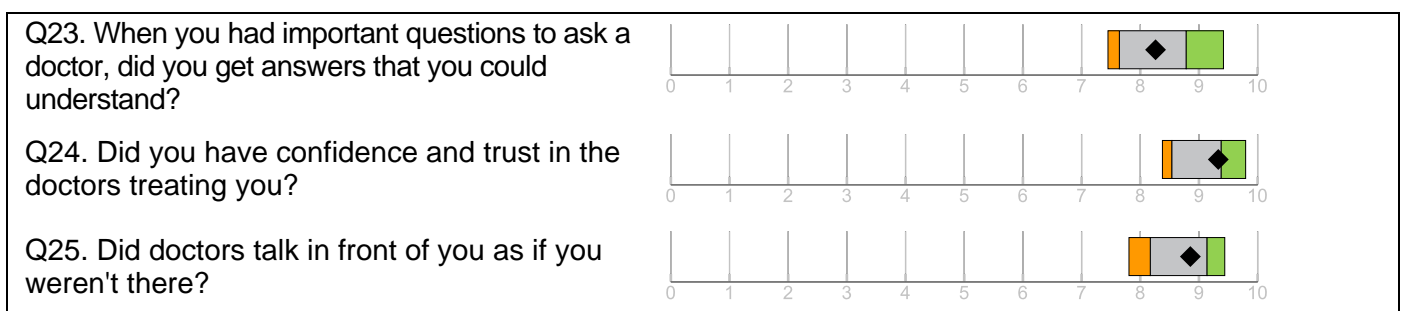 Q23. When you had important questions to ask a
doctor, did you get answers that you could
understand?
0 1 2 3 4 5 6 7 8 9 10
Q24. Did you have confidence and trust in the
doctors treating you?
0 1 2 3 4 5 6 7 8 9 10
Q25. Did doctors talk in front of you as if you
weren't there?
0 1 2 3 4 5 6 7 8 9 10